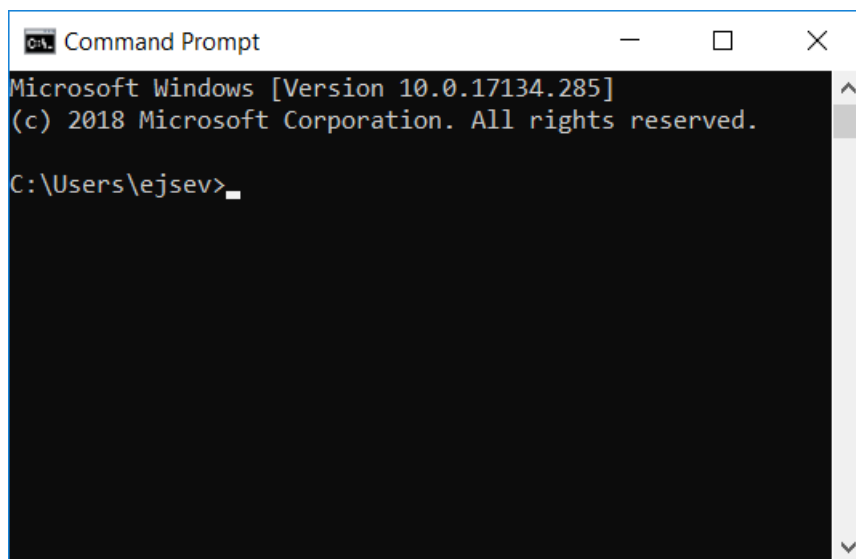 Command Prompt
Microsoft Windows [Version 10.0.17134.285]
(c) 2018 Microsoft Corporation. All rights reserved.
C:\Users\ejsev>